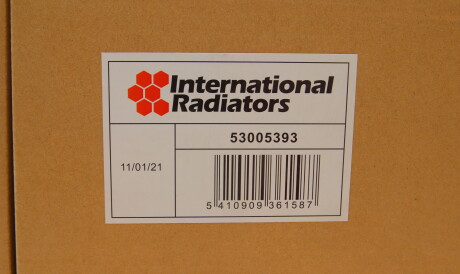 International
Radiators
53005393
11/01/21
5 410909 361587